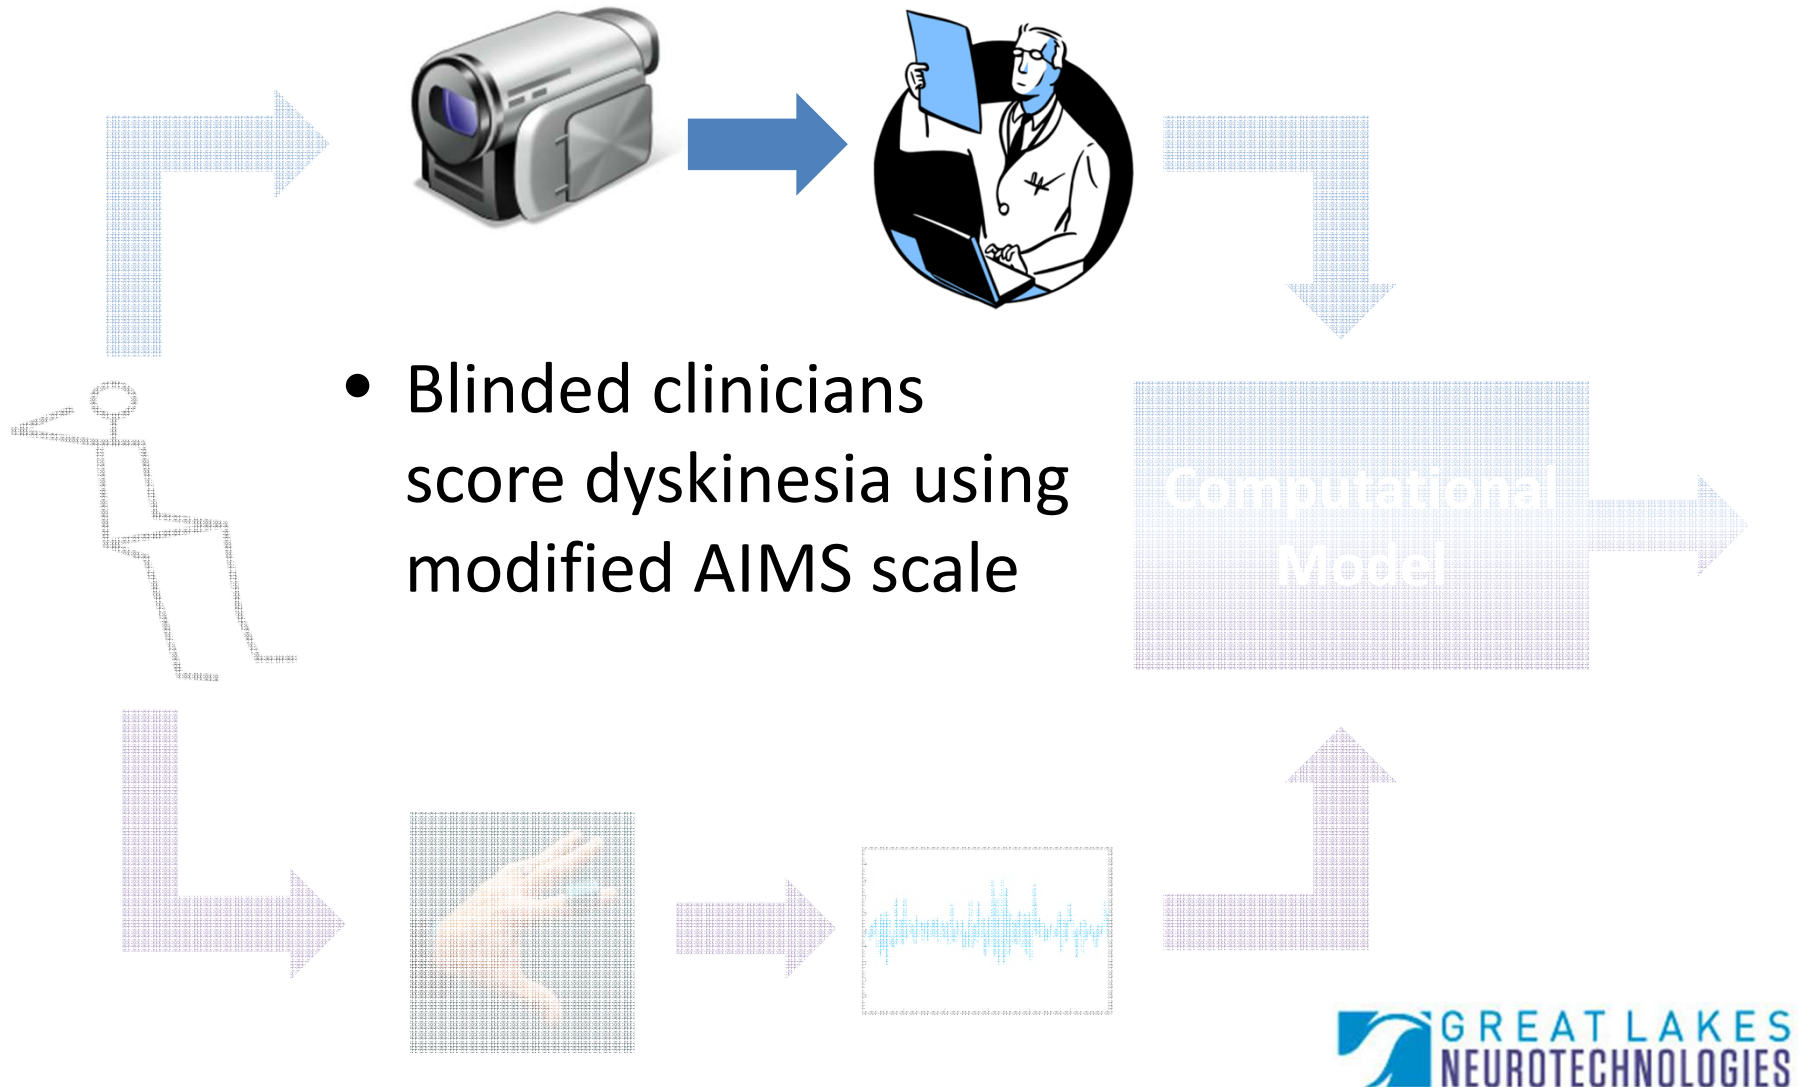 • Blinded clinicians
score dyskinesia using
modified AIMS scale
Computational
Model
GREAT LAKES
NEUROTECHNOLOGIES